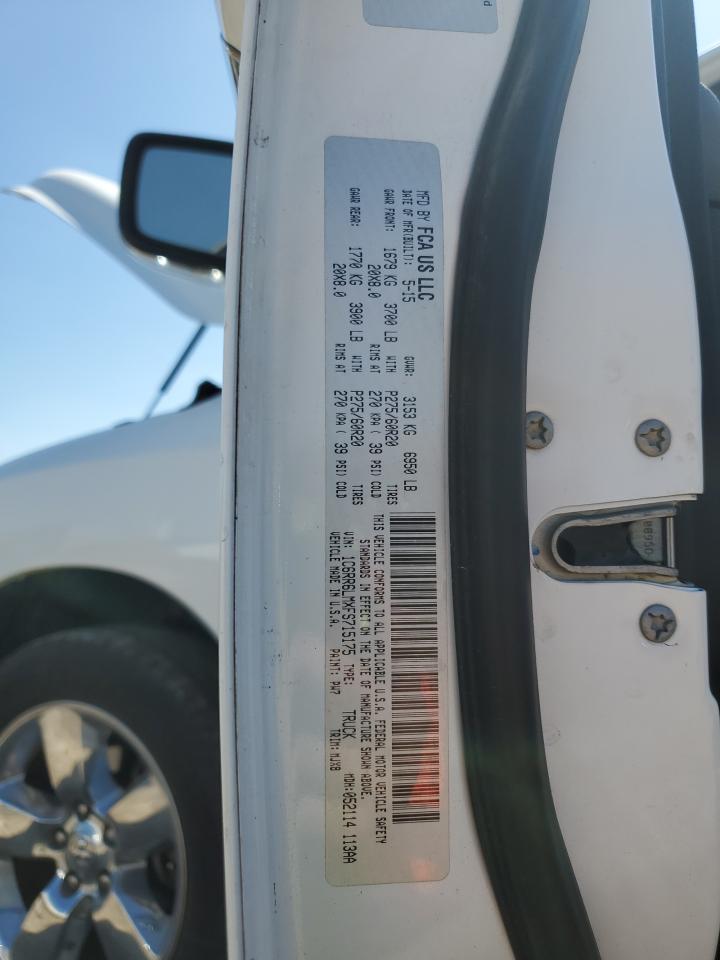 MFD BY FCA US LLC
DATE OF MFR(BUILT): 5-15 GVWR: 3153 KG 6950 LB
GAWR FRONT: 1679 KG 3700 LB WITH P275/60R20 TIRES
20X8.0 RIMS AT 270 KPA ( 39 PSI) COLD
GAWR REAR: 1770 KG 3900 LB WITH P275/60R20 TIRES
20X8.0 RIMS AT 270 KPA ( 39 PSI) COLD
THIS VEHICLE CONFORMS TO ALL APPLICABLE U.S.A. FEDERAL MOTOR VEHICLE SAFETY
STANDARDS IN EFFECT ON THE DATE OF MANUFACTURE SHOWN ABOVE.
VIN: 1C6RR6LMXFS715175 TYPE: TRUCK MDH:052114 113AA
VEHICLE MADE IN U.S.A. PAINT: PW7 TRIM: MJX8